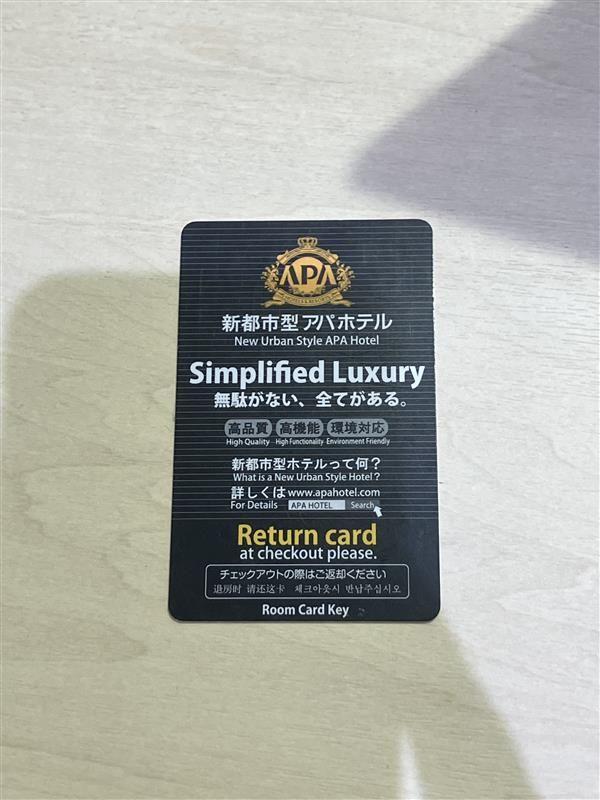 APA
新都市型アパホテル
New Urban Style APA Hotel
Simplified Luxury
無駄がない、全てがある。
高品質 高機能 環境対応
High Quality High Functionality Environment Friendly
新都市型ホテルって何？
What is a New Urban Style Hotel?
詳しくは www.apahotel.com
For Details APA HOTEL Search
Return card
at checkout please.
チェックアウトの際はご返却ください
退房时 请还这卡 체크아웃시 반납주십시오
Room Card Key